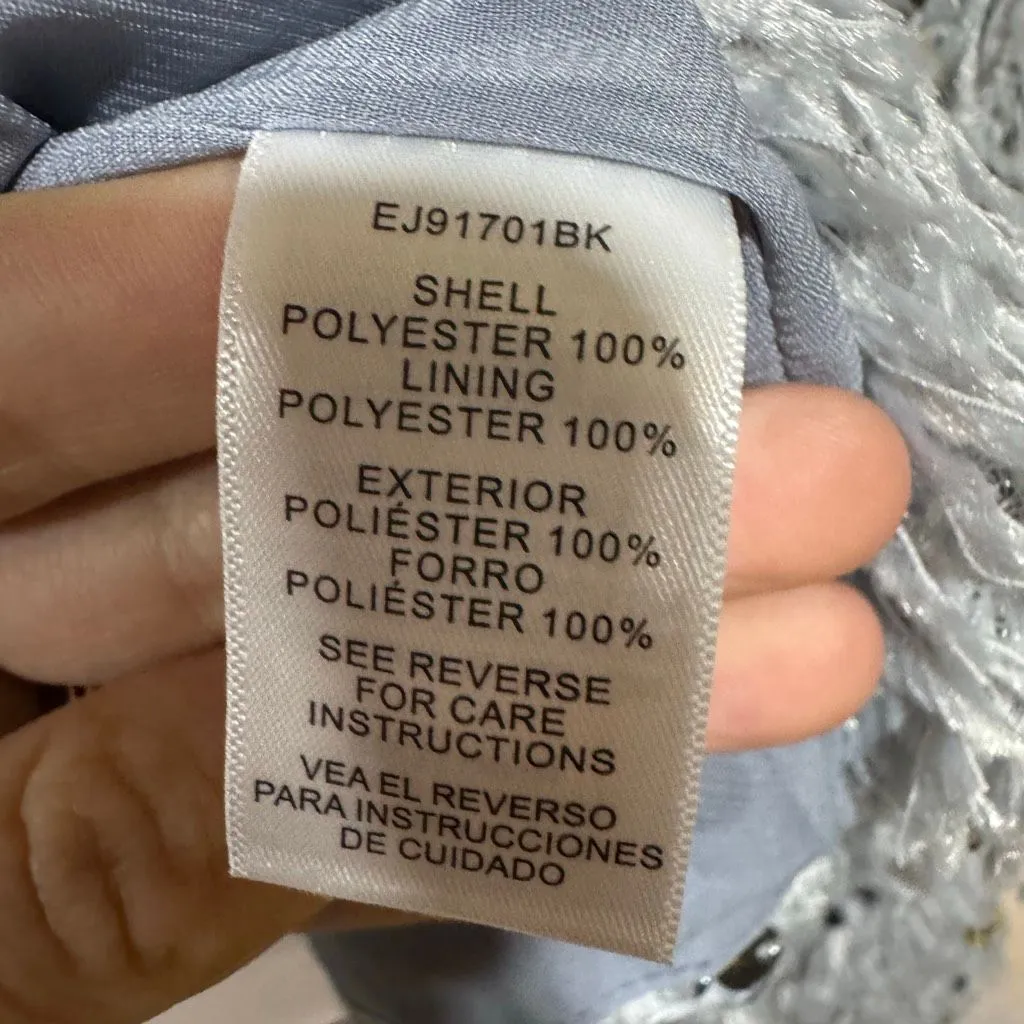 EJ91701BK
SHELL
POLYESTER 100%
LINING
POLYESTER 100%
EXTERIOR
POLIÉSTER 100%
FORRO
POLIÉSTER 100%
SEE REVERSE
FOR CARE
INSTRUCTIONS
VEA EL REVERSO
PARA INSTRUCCIONES
DE CUIDADO